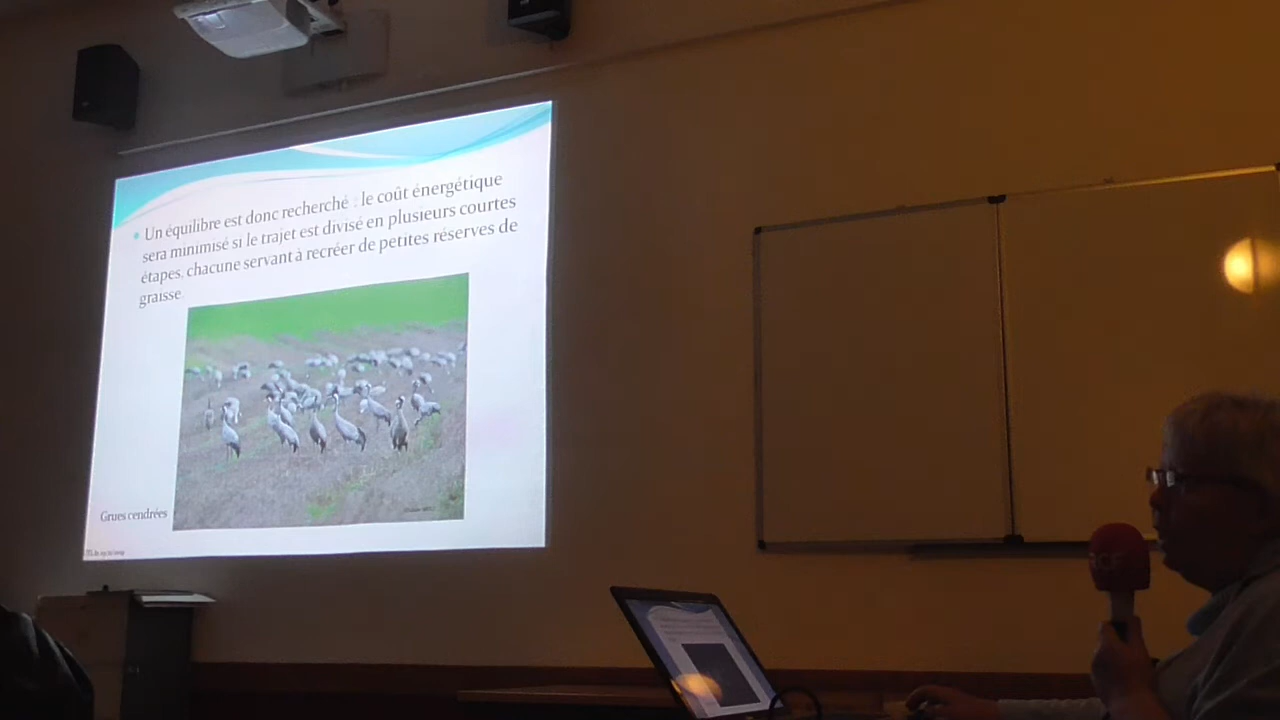 Un équilibre est donc recherché : le coût énergétique
sera minimisé si le trajet est divisé en plusieurs courtes
étapes, chacune servant à recréer de petites réserves de
graisse.
Grues cendrées